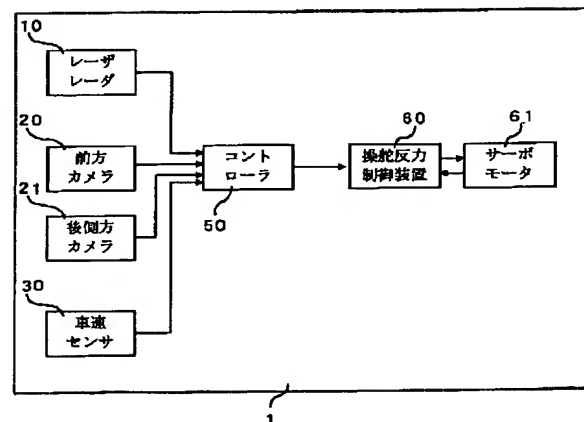 10
レーザ
レーダ
20
前方
カメラ
21
後側方
カメラ
30
車速
センサ
コント
ローラ
50
60
操舵反力
制御装置
61
サーボ
モータ
1